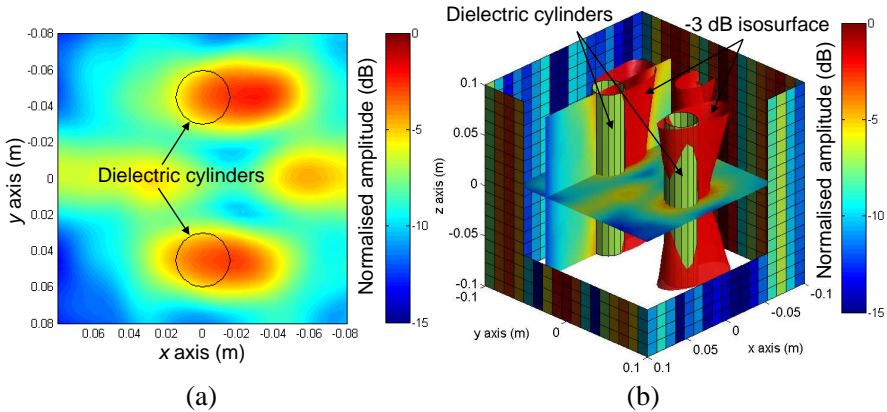 -0.08
-0.06
-0.04
-0.02
0
0.02
0.04
0.06
0.08
y axis (m)
0.06 0.04 0.02 0 -0.02 -0.04 -0.06 -0.08
x axis (m)
Dielectric cylinders
0
-5
-10
-15
Normalised amplitude (dB)
(a)
Dielectric cylinders
-3 dB isosurface
0.1
0.05
0
-0.05
-0.1
z axis (m)
-0.1
0
0.1
y axis (m)
0.1
0.05
0
-0.05
-0.1
x axis (m)
0
-5
-10
-15
Normalised amplitude (dB)
(b)